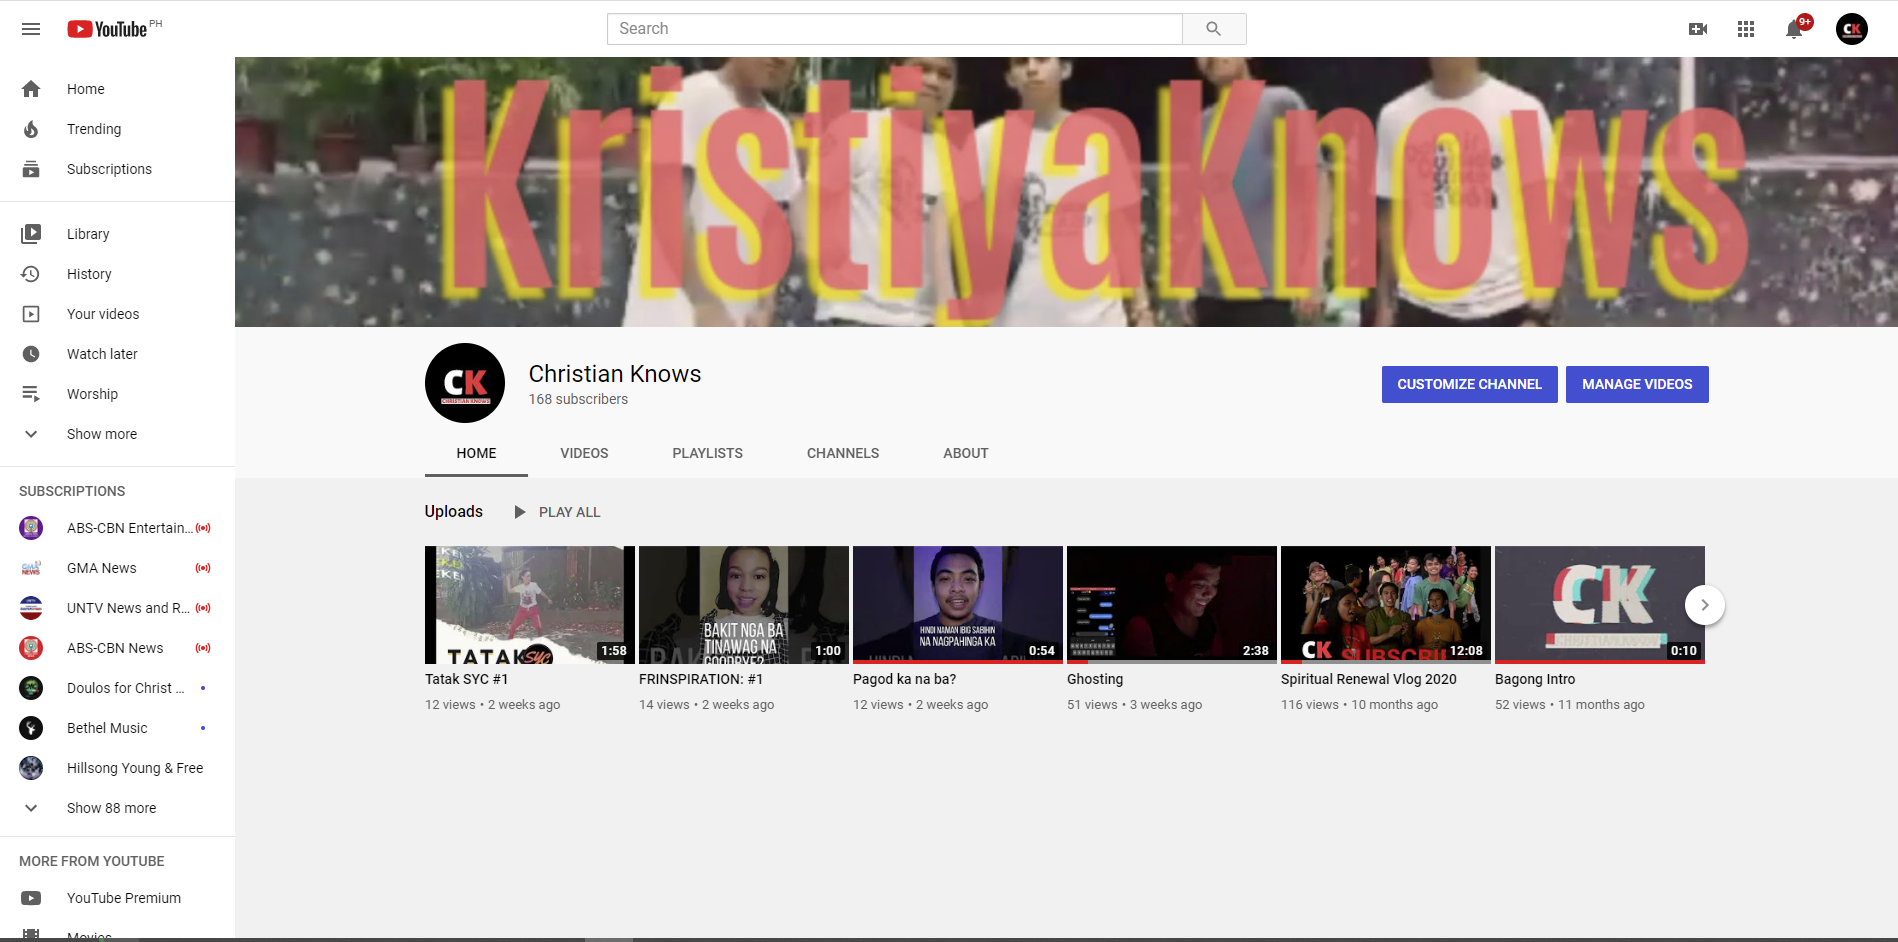 YouTube PH
Search
9+
CK
Home
Trending
Subscriptions
Library
History
Your videos
Watch later
Worship
Show more
SUBSCRIPTIONS
ABS-CBN Entertain...
GMA News
UNTV News and R...
ABS-CBN News
Doulos for Christ ...
Bethel Music
Hillsong Young & Free
Show 88 more
MORE FROM YOUTUBE
YouTube Premium
Movies
KristiyaKnows
CK
CHRISTIAN KNOWS
Christian Knows
168 subscribers
CUSTOMIZE CHANNEL
MANAGE VIDEOS
HOME
VIDEOS
PLAYLISTS
CHANNELS
ABOUT
Uploads
PLAY ALL
TATAK SYC
1:58
Tatak SYC #1
12 views • 2 weeks ago
BAKIT NGA BA
TINAWAG NA
GOODBYE?
1:00
FRINSPIRATION: #1
14 views • 2 weeks ago
HINDI NAMAN IBIG SABIHIN
NA NAGPAHINGA KA
0:54
Pagod ka na ba?
12 views • 2 weeks ago
2:38
Ghosting
51 views • 3 weeks ago
CK SUBSCRI
12:08
Spiritual Renewal Vlog 2020
116 views • 10 months ago
CK
CHRISTIAN KNOWS
0:10
Bagong Intro
52 views • 11 months ago